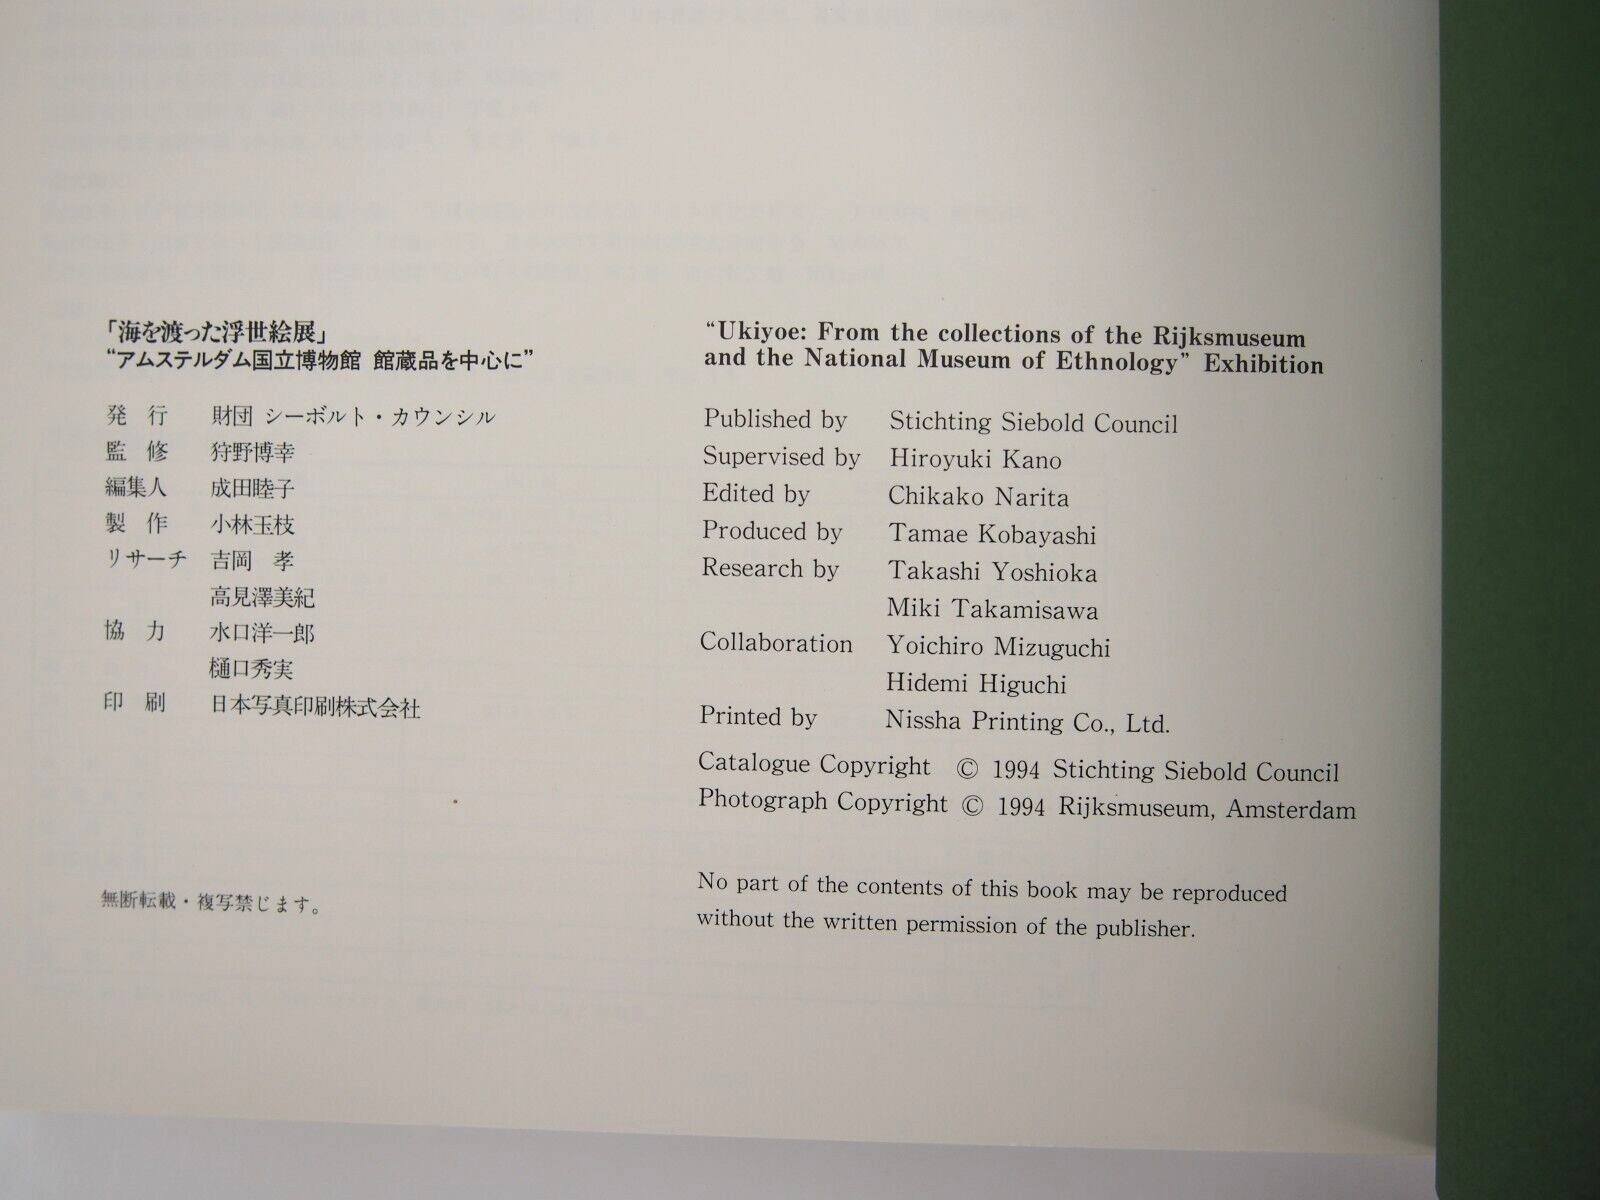 「海を渡った浮世絵展」
“アムステルダム国立博物館 館蔵品を中心に”
発 行 財団 シーボルト・カウンシル
監 修 狩野博幸
編集人 成田睦子
製 作 小林玉枝
リサーチ 吉岡 孝
高見澤美紀
協 力 水口洋一郎
樋口秀実
印 刷 日本写真印刷株式会社
無断転載・複写禁じます。
“Ukiyoe: From the collections of the Rijksmuseum
and the National Museum of Ethnology” Exhibition
Published by Stichting Siebold Council
Supervised by Hiroyuki Kano
Edited by Chikako Narita
Produced by Tamae Kobayashi
Research by Takashi Yoshioka
Miki Takamisawa
Collaboration Yoichiro Mizuguchi
Hidemi Higuchi
Printed by Nissha Printing Co., Ltd.
Catalogue Copyright © 1994 Stichting Siebold Council
Photograph Copyright © 1994 Rijksmuseum, Amsterdam
No part of the contents of this book may be reproduced
without the written permission of the publisher.